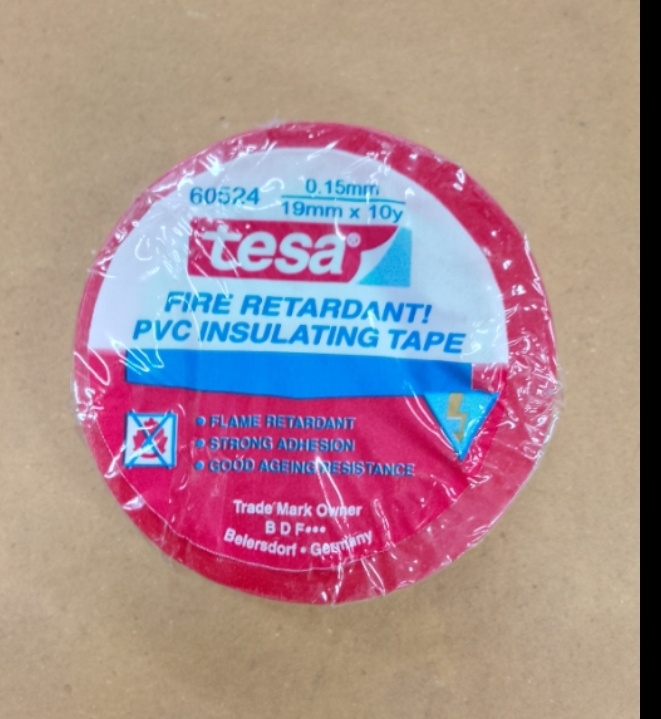 60524 0.15mm
19mm x 10y
tesa®
FIRE RETARDANT!
PVC INSULATING TAPE
• FLAME RETARDANT
• STRONG ADHESION
• GOOD AGEING RESISTANCE
Trade Mark Owner
B D F•••
Beiersdorf • Germany